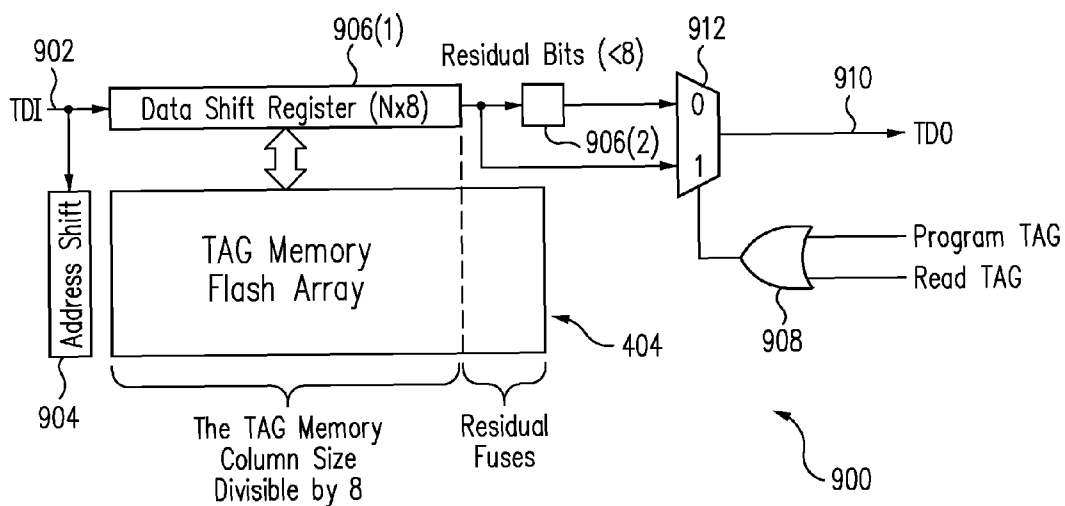 906(1)
912
902
Residual Bits (<8)
910
TDI
Data Shift Register (Nx8)
0
TDO
906(2)
1
Address Shift
TAG Memory
Flash Array
Program TAG
Read TAG
908
404
904
The TAG Memory
Column Size
Divisible by 8
Residual
Fuses
900